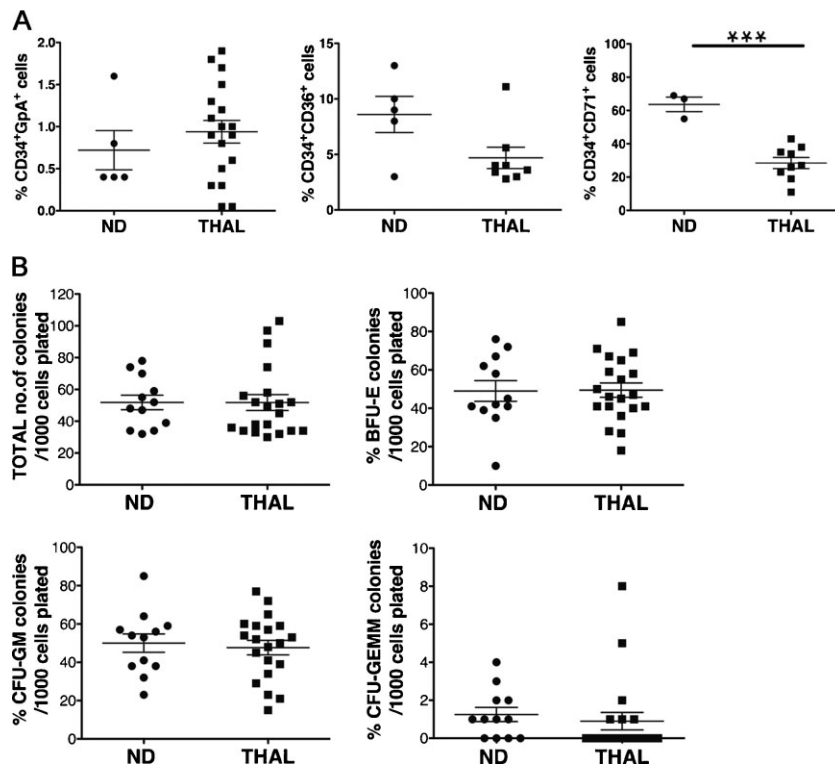 A
% CD34+GpA+ cells
2.0
1.5
1.0
0.5
0.0
ND
THAL
% CD34+CD36+ cells
15
10
5
0
ND
THAL
% CD34+CD71+ cells
100
80
60
40
20
0
***
ND
THAL
B
TOTAL no.of colonies
/1000 cells plated
120
100
80
60
40
20
0
ND
THAL
% BFU-E colonies
/1000 cells plated
100
80
60
40
20
0
ND
THAL
% CFU-GM colonies
/1000 cells plated
100
80
60
40
20
0
ND
THAL
% CFU-GEMM colonies
/1000 cells plated
10
8
6
4
2
0
ND
THAL